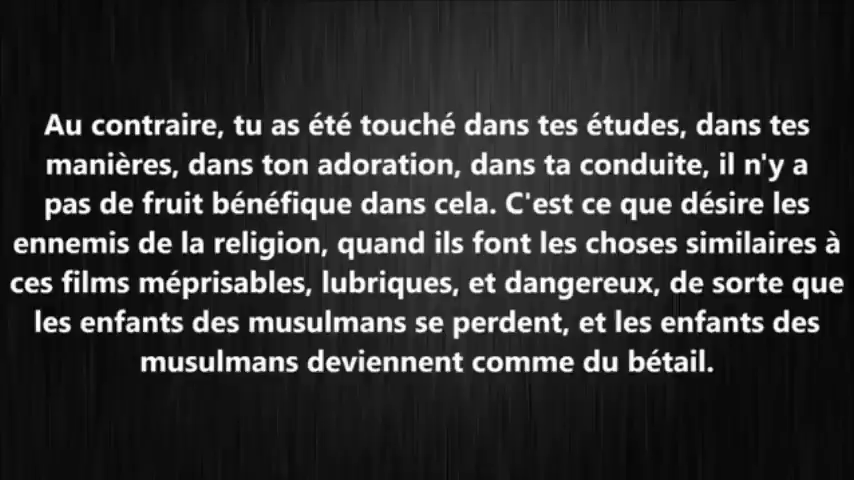 Au contraire, tu as été touché dans tes études, dans tes
manières, dans ton adoration, dans ta conduite, il n'y a
pas de fruit bénéfique dans cela. C'est ce que désire les
ennemis de la religion, quand ils font les choses similaires à
ces films méprisables, lubriques, et dangereux, de sorte que
les enfants des musulmans se perdent, et les enfants des
musulmans deviennent comme du bétail.